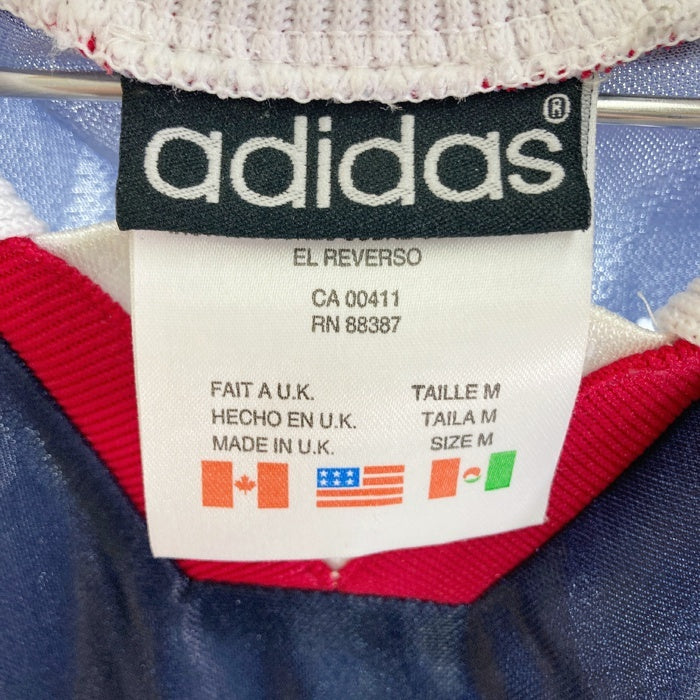 adidas®
EL REVERSO
CA 00411
RN 88387
FAIT A U.K.
HECHO EN U.K.
MADE IN U.K.
TAILLE M
TAILA M
SIZE M